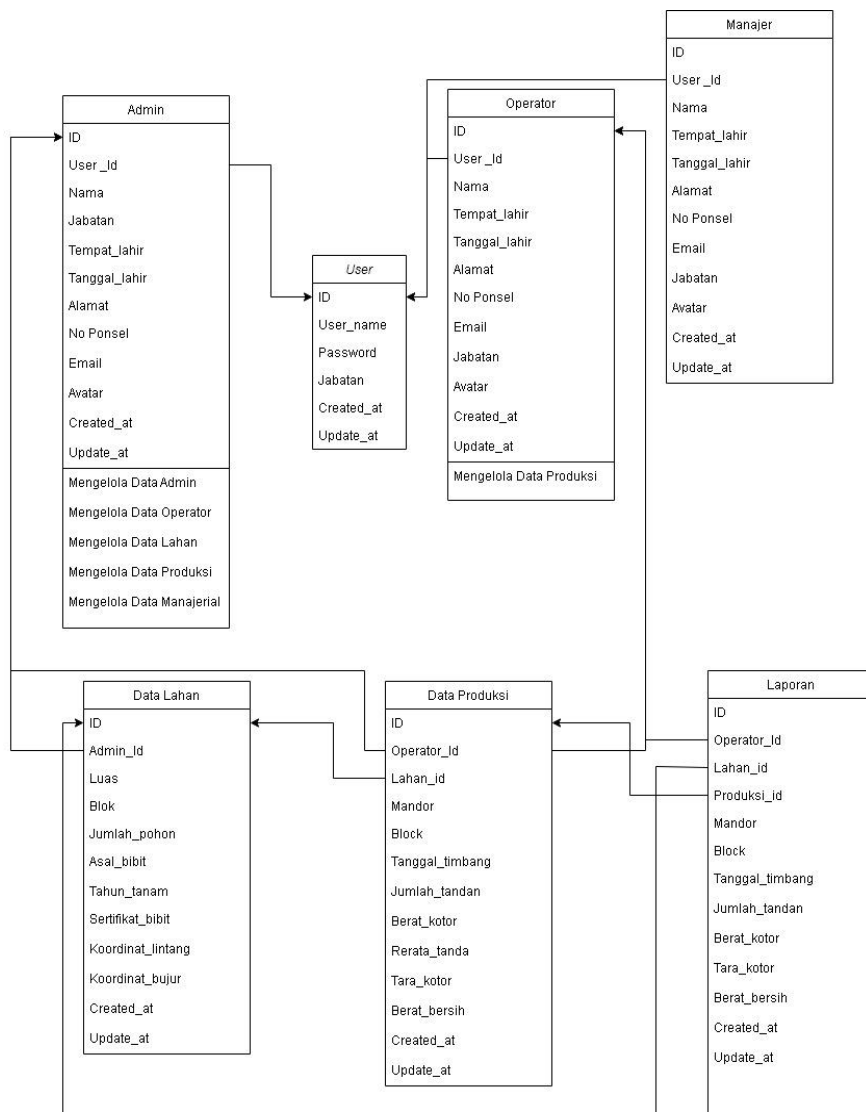 Manajer
ID
User_Id
Nama
Tempat_lahir
Tanggal_lahir
Alamat
No Ponsel
Email
Jabatan
Avatar
Created_at
Update_at
Admin
ID
User_Id
Nama
Jabatan
Tempat_lahir
Tanggal_lahir
Alamat
No Ponsel
Email
Avatar
Created_at
Update_at
Mengelola Data Admin
Mengelola Data Operator
Mengelola Data Lahan
Mengelola Data Produksi
Mengelola Data Manajerial
User
ID
User_name
Password
Jabatan
Created_at
Update_at
Operator
ID
User_Id
Nama
Tempat_lahir
Tanggal_lahir
Alamat
No Ponsel
Email
Jabatan
Avatar
Created_at
Update_at
Mengelola Data Produksi
Data Lahan
ID
Admin_Id
Luas
Blok
Jumlah_pohon
Asal_bibit
Tahun_tanam
Sertifikat_bibit
Koordinat_lintang
Koordinat_bujur
Created_at
Update_at
Data Produksi
ID
Operator_Id
Lahan_id
Mandor
Block
Tanggal_timbang
Jumlah_tandan
Berat_kotor
Rerata_tanda
Tara_kotor
Berat_bersih
Created_at
Update_at
Laporan
ID
Operator_Id
Lahan_id
Produksi_id
Mandor
Block
Tanggal_timbang
Jumlah_tandan
Berat_kotor
Tara_kotor
Berat_bersih
Created_at
Update_at